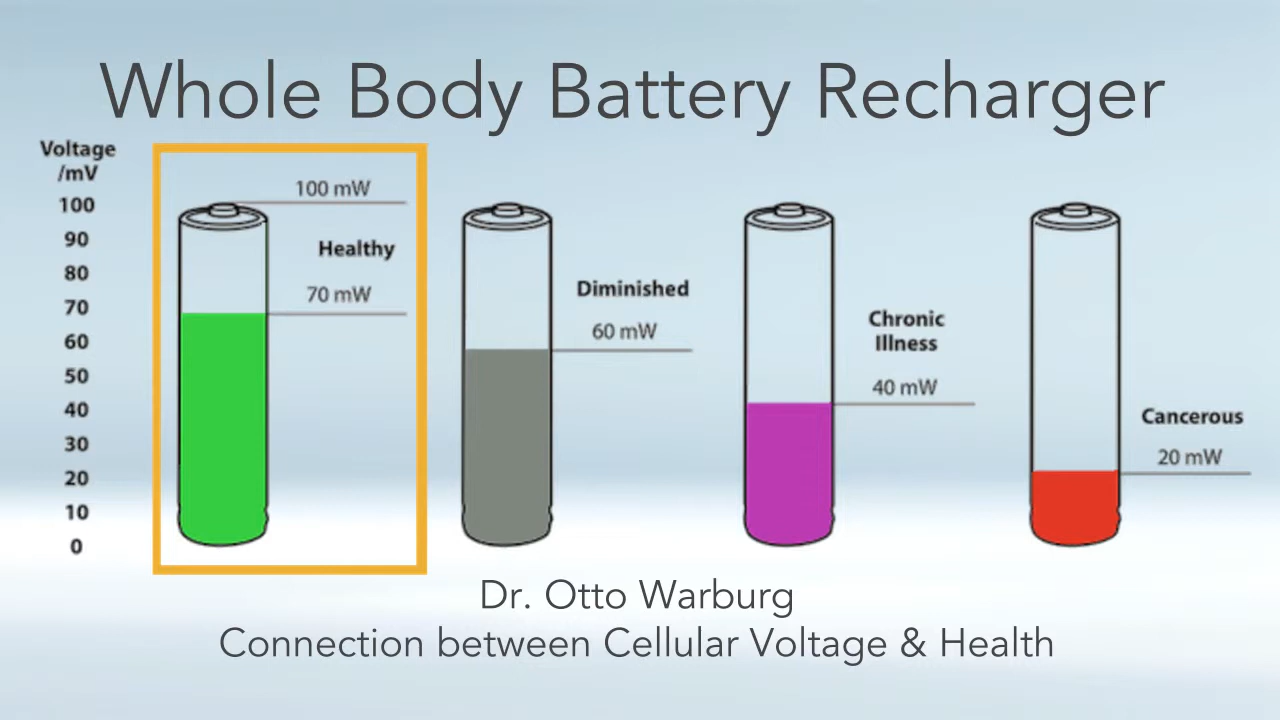 Whole Body Battery Recharger
Voltage
/mV
100
90
80
70
60
50
40
30
20
10
0
100 mW
Healthy
70 mW
Diminished
60 mW
Chronic
Illness
40 mW
Cancerous
20 mW
Dr. Otto Warburg
Connection between Cellular Voltage & Health